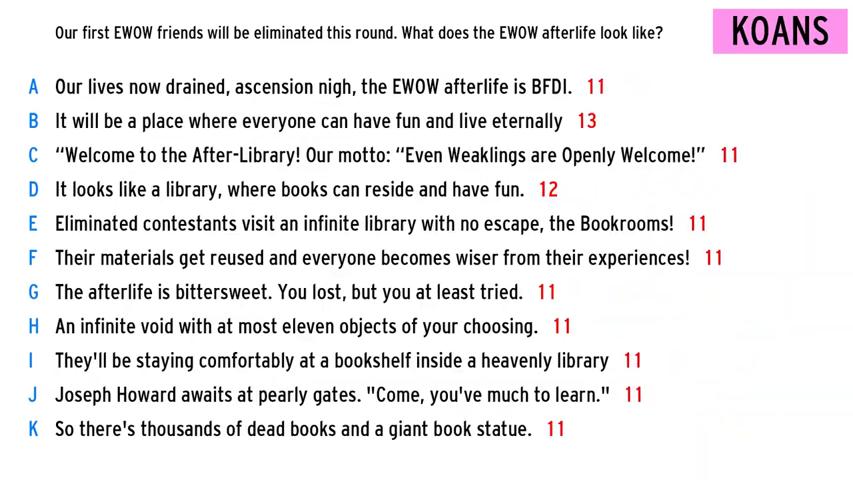 Our first EWOW friends will be eliminated this round. What does the EWOW afterlife look like?
KOANS
A Our lives now drained, ascension nigh, the EWOW afterlife is BFDI. 11
B It will be a place where everyone can have fun and live eternally 13
C “Welcome to the After-Library! Our motto: “Even Weaklings are Openly Welcome!” 11
D It looks like a library, where books can reside and have fun. 12
E Eliminated contestants visit an infinite library with no escape, the Bookrooms! 11
F Their materials get reused and everyone becomes wiser from their experiences! 11
G The afterlife is bittersweet. You lost, but you at least tried. 11
H An infinite void with at most eleven objects of your choosing. 11
I They'll be staying comfortably at a bookshelf inside a heavenly library 11
J Joseph Howard awaits at pearly gates. "Come, you've much to learn." 11
K So there's thousands of dead books and a giant book statue. 11